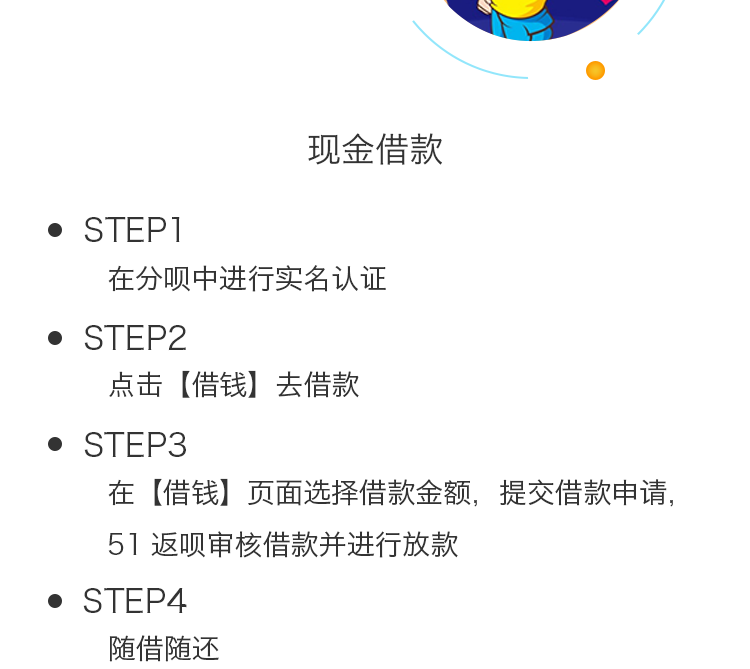 现金借款
STEP1
在分呗中进行实名认证
STEP2
点击【借钱】去借款
STEP3
在【借钱】页面选择借款金额，提交借款申请，
51 返呗审核借款并进行放款
STEP4
随借随还